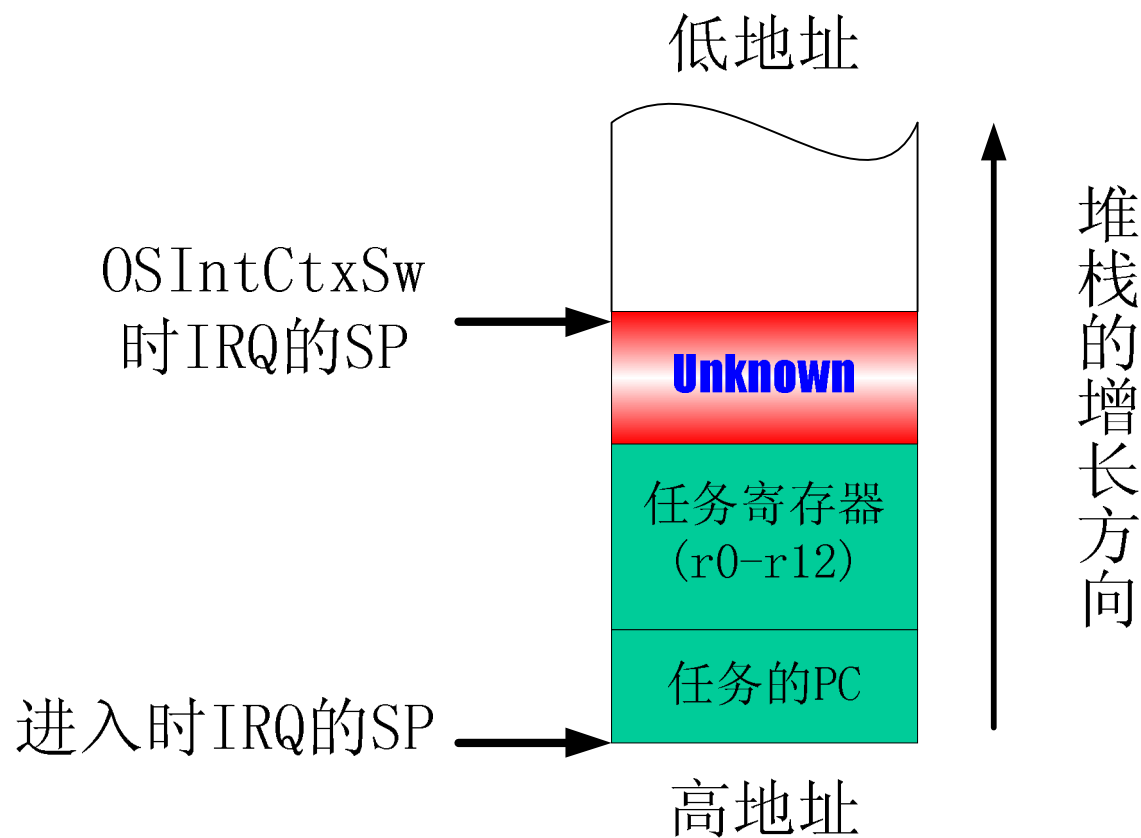 低地址
OSIntCtxSw
时IRQ的SP
Unknown
任务寄存器
(r0-r12)
任务的PC
进入时IRQ的SP
高地址
堆栈的增长方向